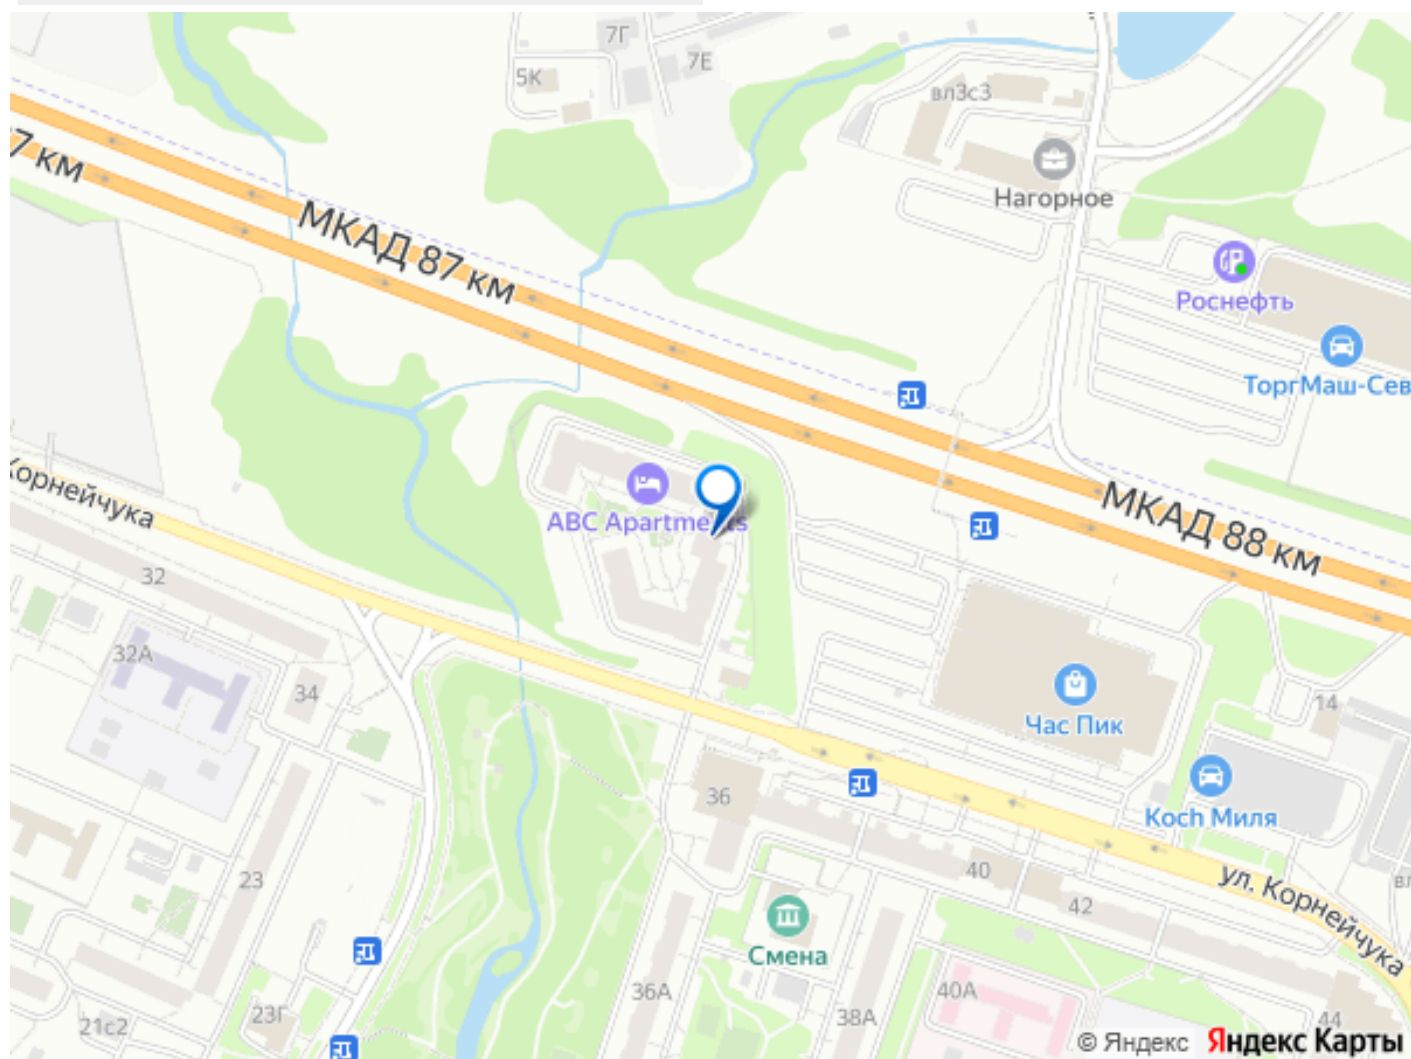 7Г
7Е
5К
вл3с3
Нагорное
7 км
МКАД 87 км
Роснефть
ТоргМаш-Сев
Корнейчука
ABC Apartments
МКАД 88 км
32
32А
34
Час Пик
14
36
Koch Миля
23
40
42
ул. Корнейчука
вл
Смена
36А
38А
40А
44
23Г
21с2
© Яндекс Яндекс Карты